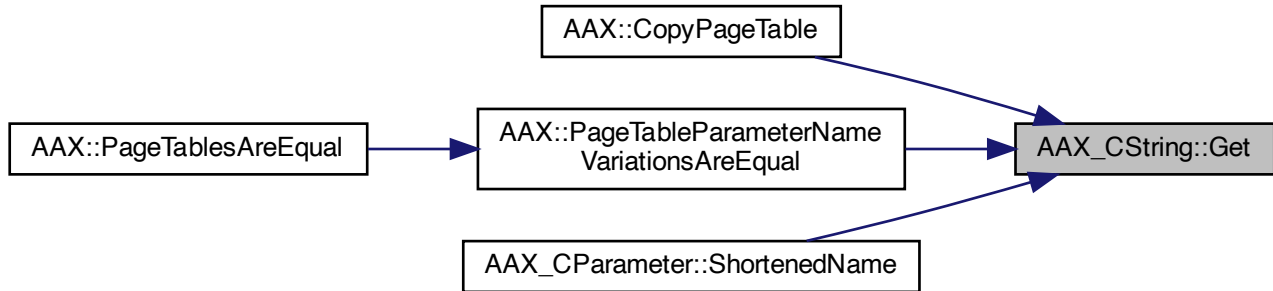 AAX::CopyPageTable
AAX::PageTablesAreEqual
AAX::PageTableParameterName
VariationsAreEqual
AAX_CString::Get
AAX_CParameter::ShortenedName